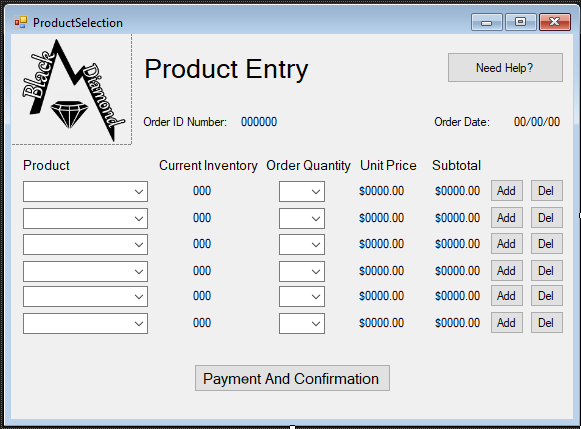 ProductSelection
Black Diamond
Product Entry
Need Help?
Order ID Number: 000000 Order Date: 00/00/00
Product Current Inventory Order Quantity Unit Price Subtotal
000 $0000.00 $0000.00 Add Del
000 $0000.00 $0000.00 Add Del
000 $0000.00 $0000.00 Add Del
000 $0000.00 $0000.00 Add Del
000 $0000.00 $0000.00 Add Del
000 $0000.00 $0000.00 Add Del
Payment And Confirmation